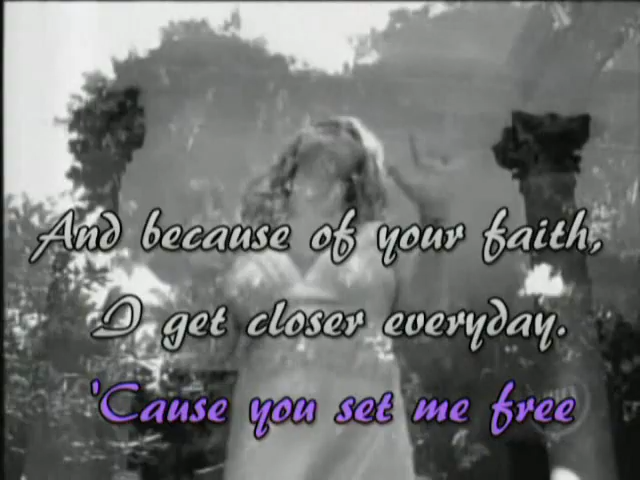 And because of your faith,
I get closer everyday.
'Cause you set me free